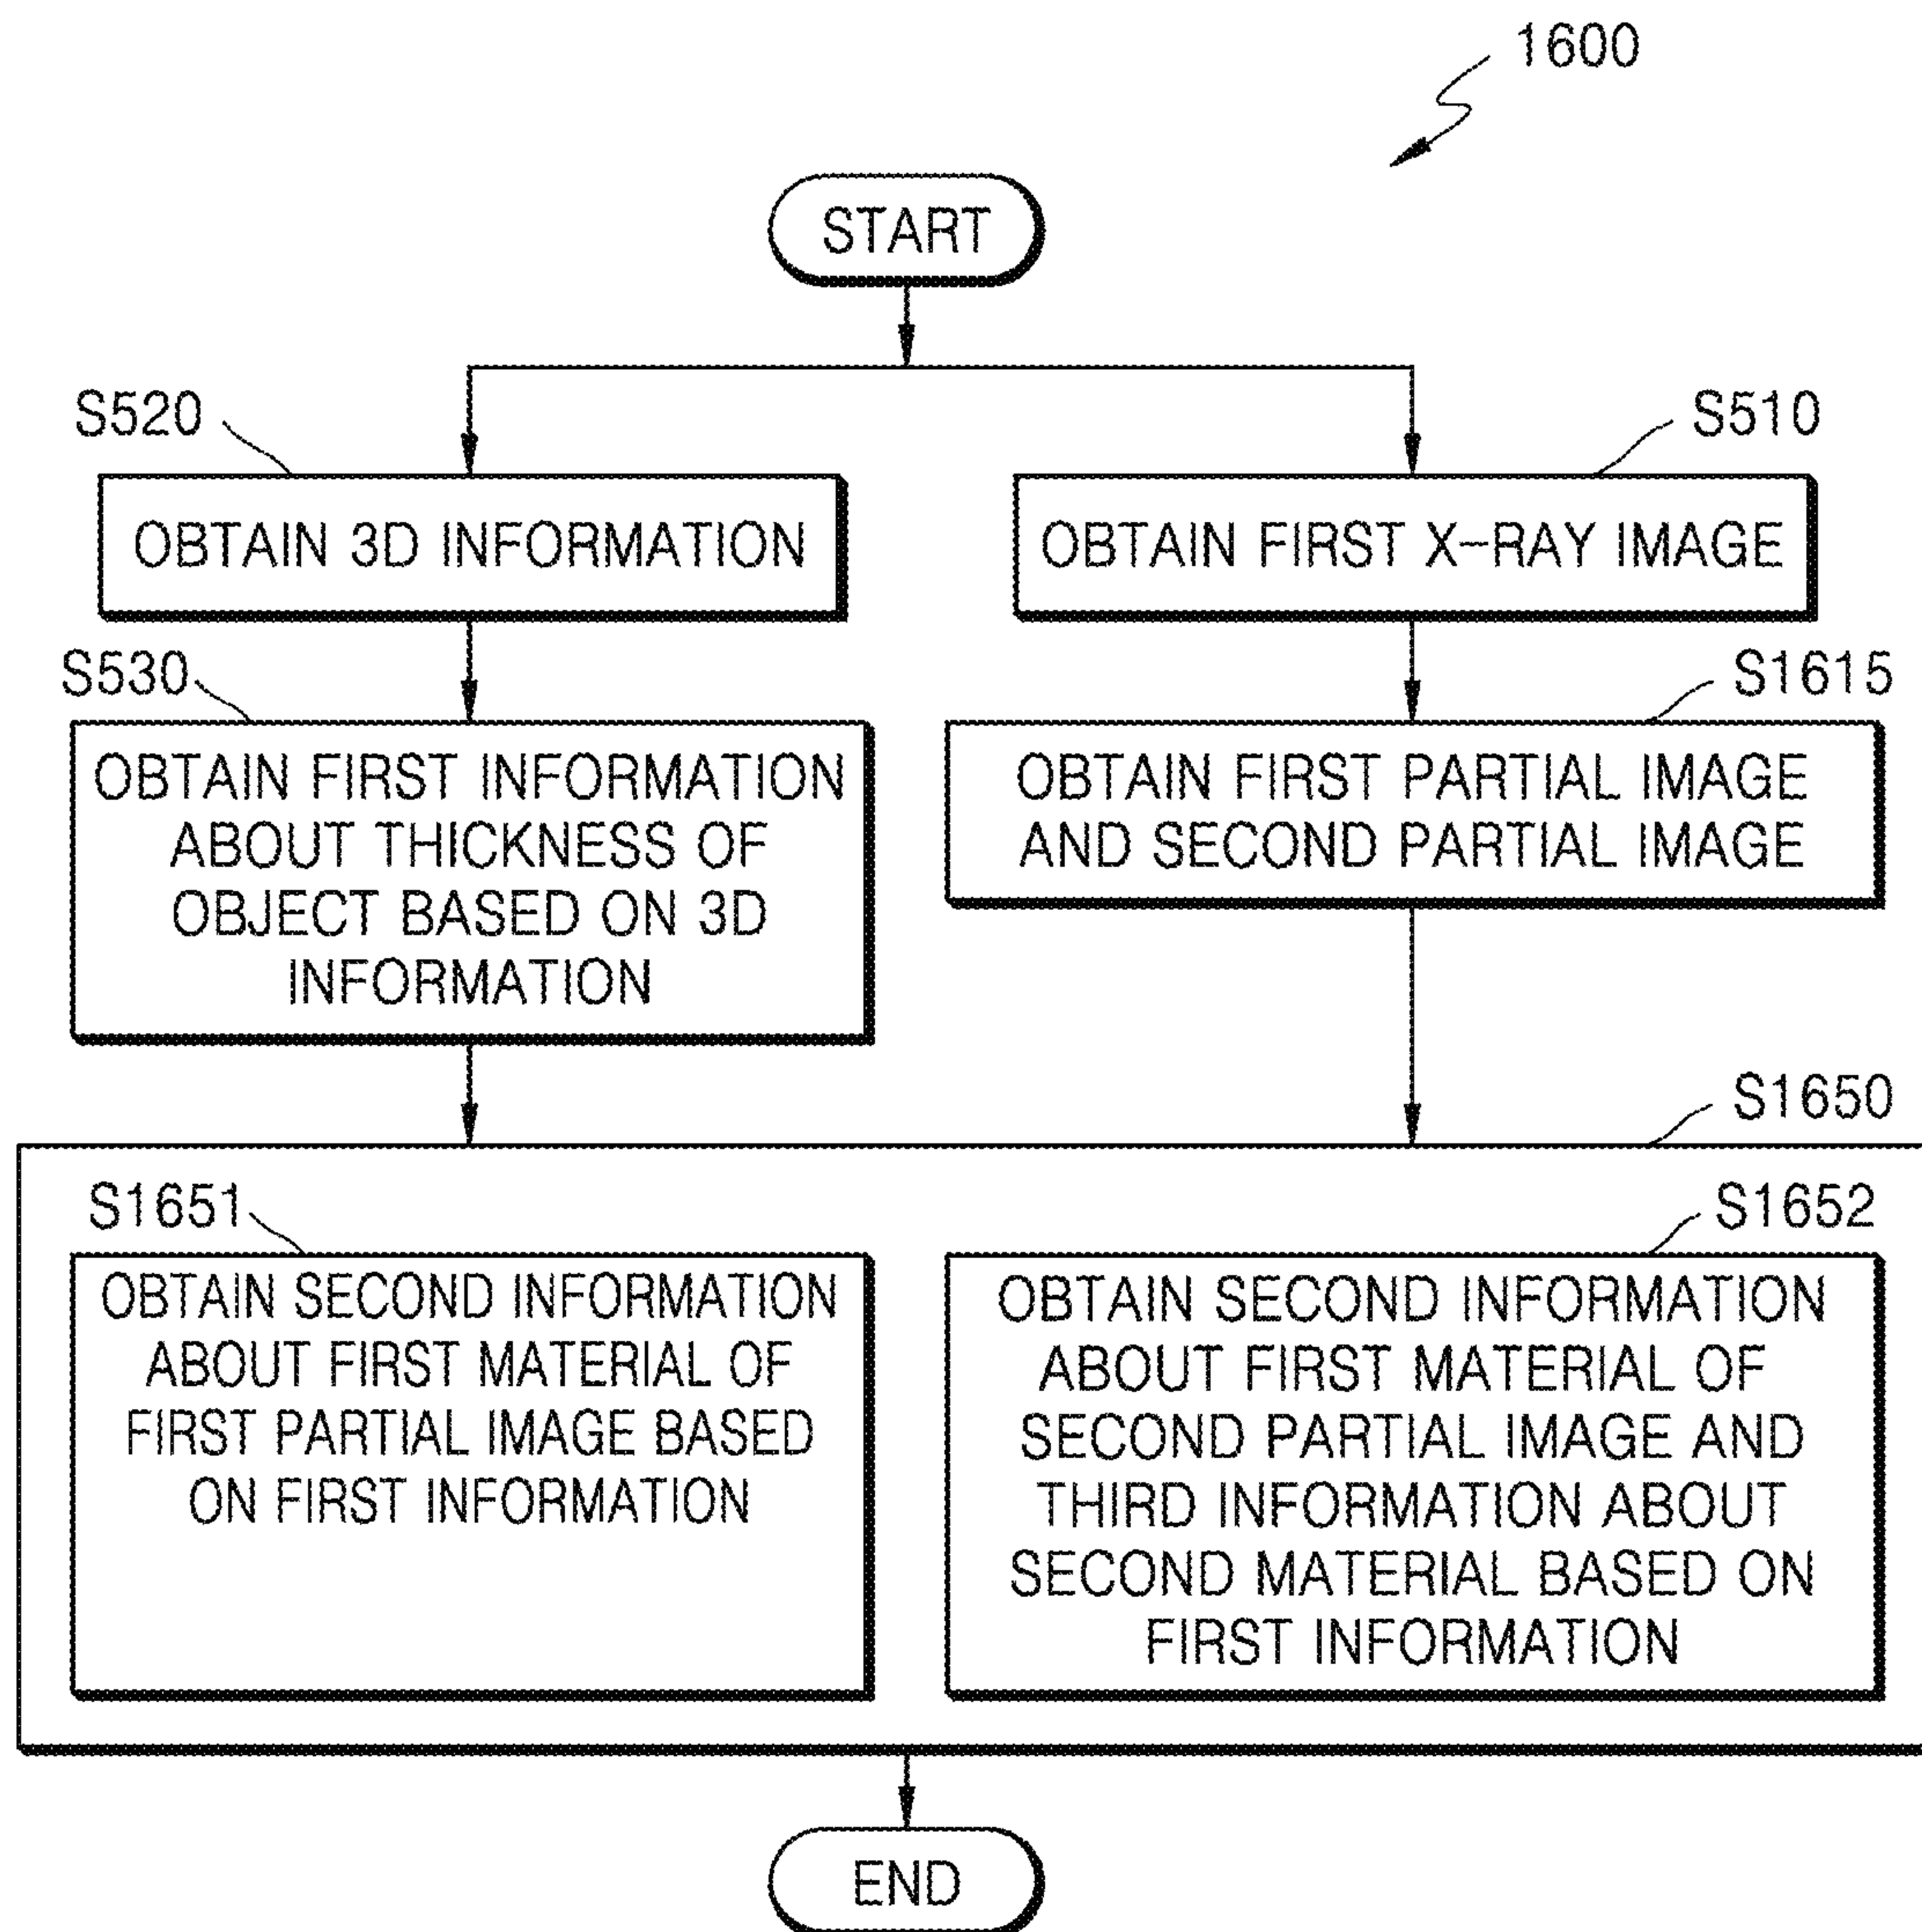 1600
START
S520
S510
OBTAIN 3D INFORMATION
OBTAIN FIRST X-RAY IMAGE
S530
S1615
OBTAIN FIRST INFORMATION
ABOUT THICKNESS OF
OBJECT BASED ON 3D
INFORMATION
OBTAIN FIRST PARTIAL IMAGE
AND SECOND PARTIAL IMAGE
S1650
S1651
S1652
OBTAIN SECOND INFORMATION
ABOUT FIRST MATERIAL OF
FIRST PARTIAL IMAGE BASED
ON FIRST INFORMATION
OBTAIN SECOND INFORMATION
ABOUT FIRST MATERIAL OF
SECOND PARTIAL IMAGE AND
THIRD INFORMATION ABOUT
SECOND MATERIAL BASED ON
FIRST INFORMATION
END